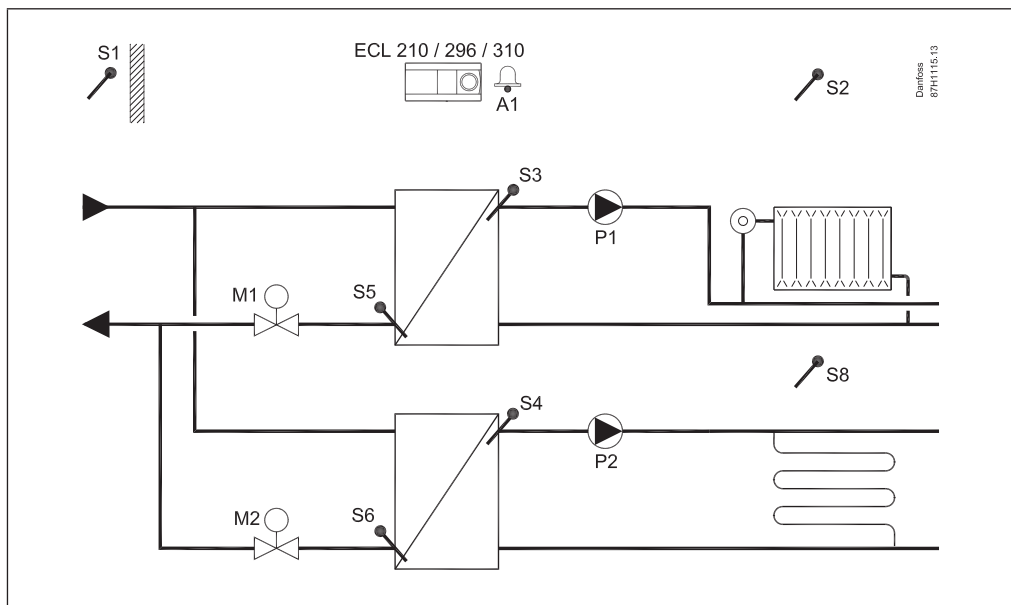 S1
ECL 210 / 296 / 310
A1
S2
Danfoss
87H1115.13
S3
P1
M1
S5
S8
S4
P2
M2
S6